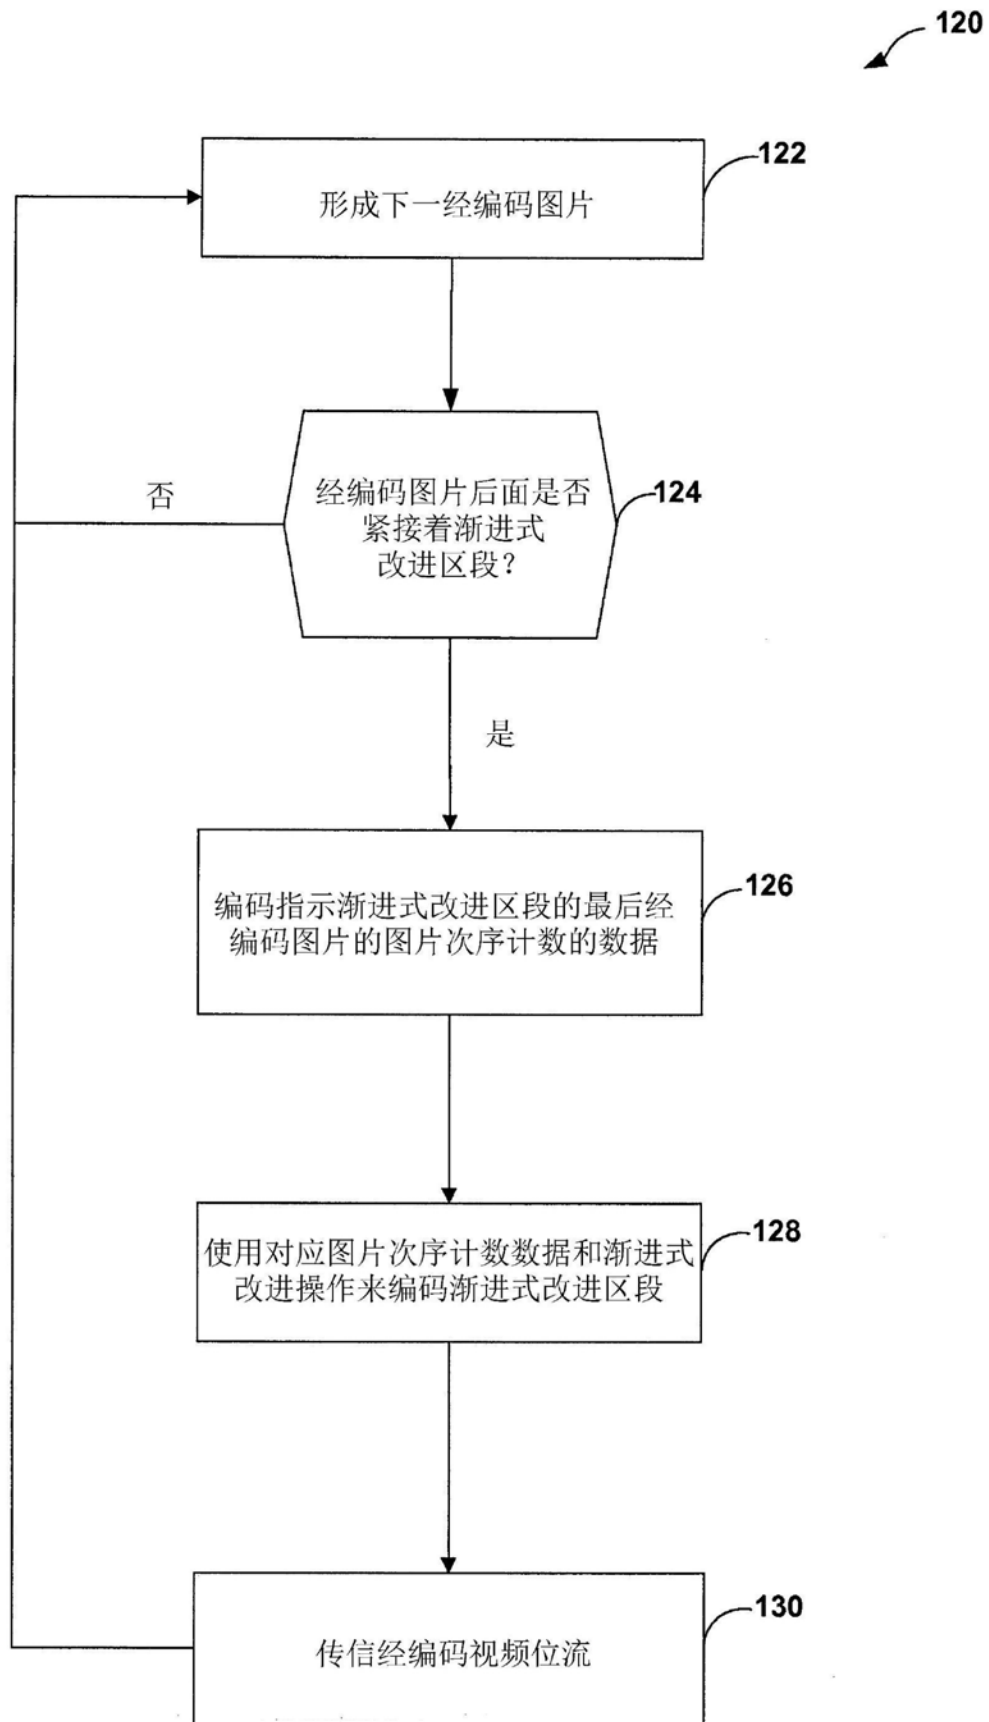 120
122
形成下一经编码图片
124
经编码图片后面是否
紧接着渐进式
改进区段?
否
是
126
编码指示渐进式改进区段的最后经
编码图片的图片次序计数的数据
128
使用对应图片次序计数数据和渐进式
改进操作来编码渐进式改进区段
130
传信经编码视频位流